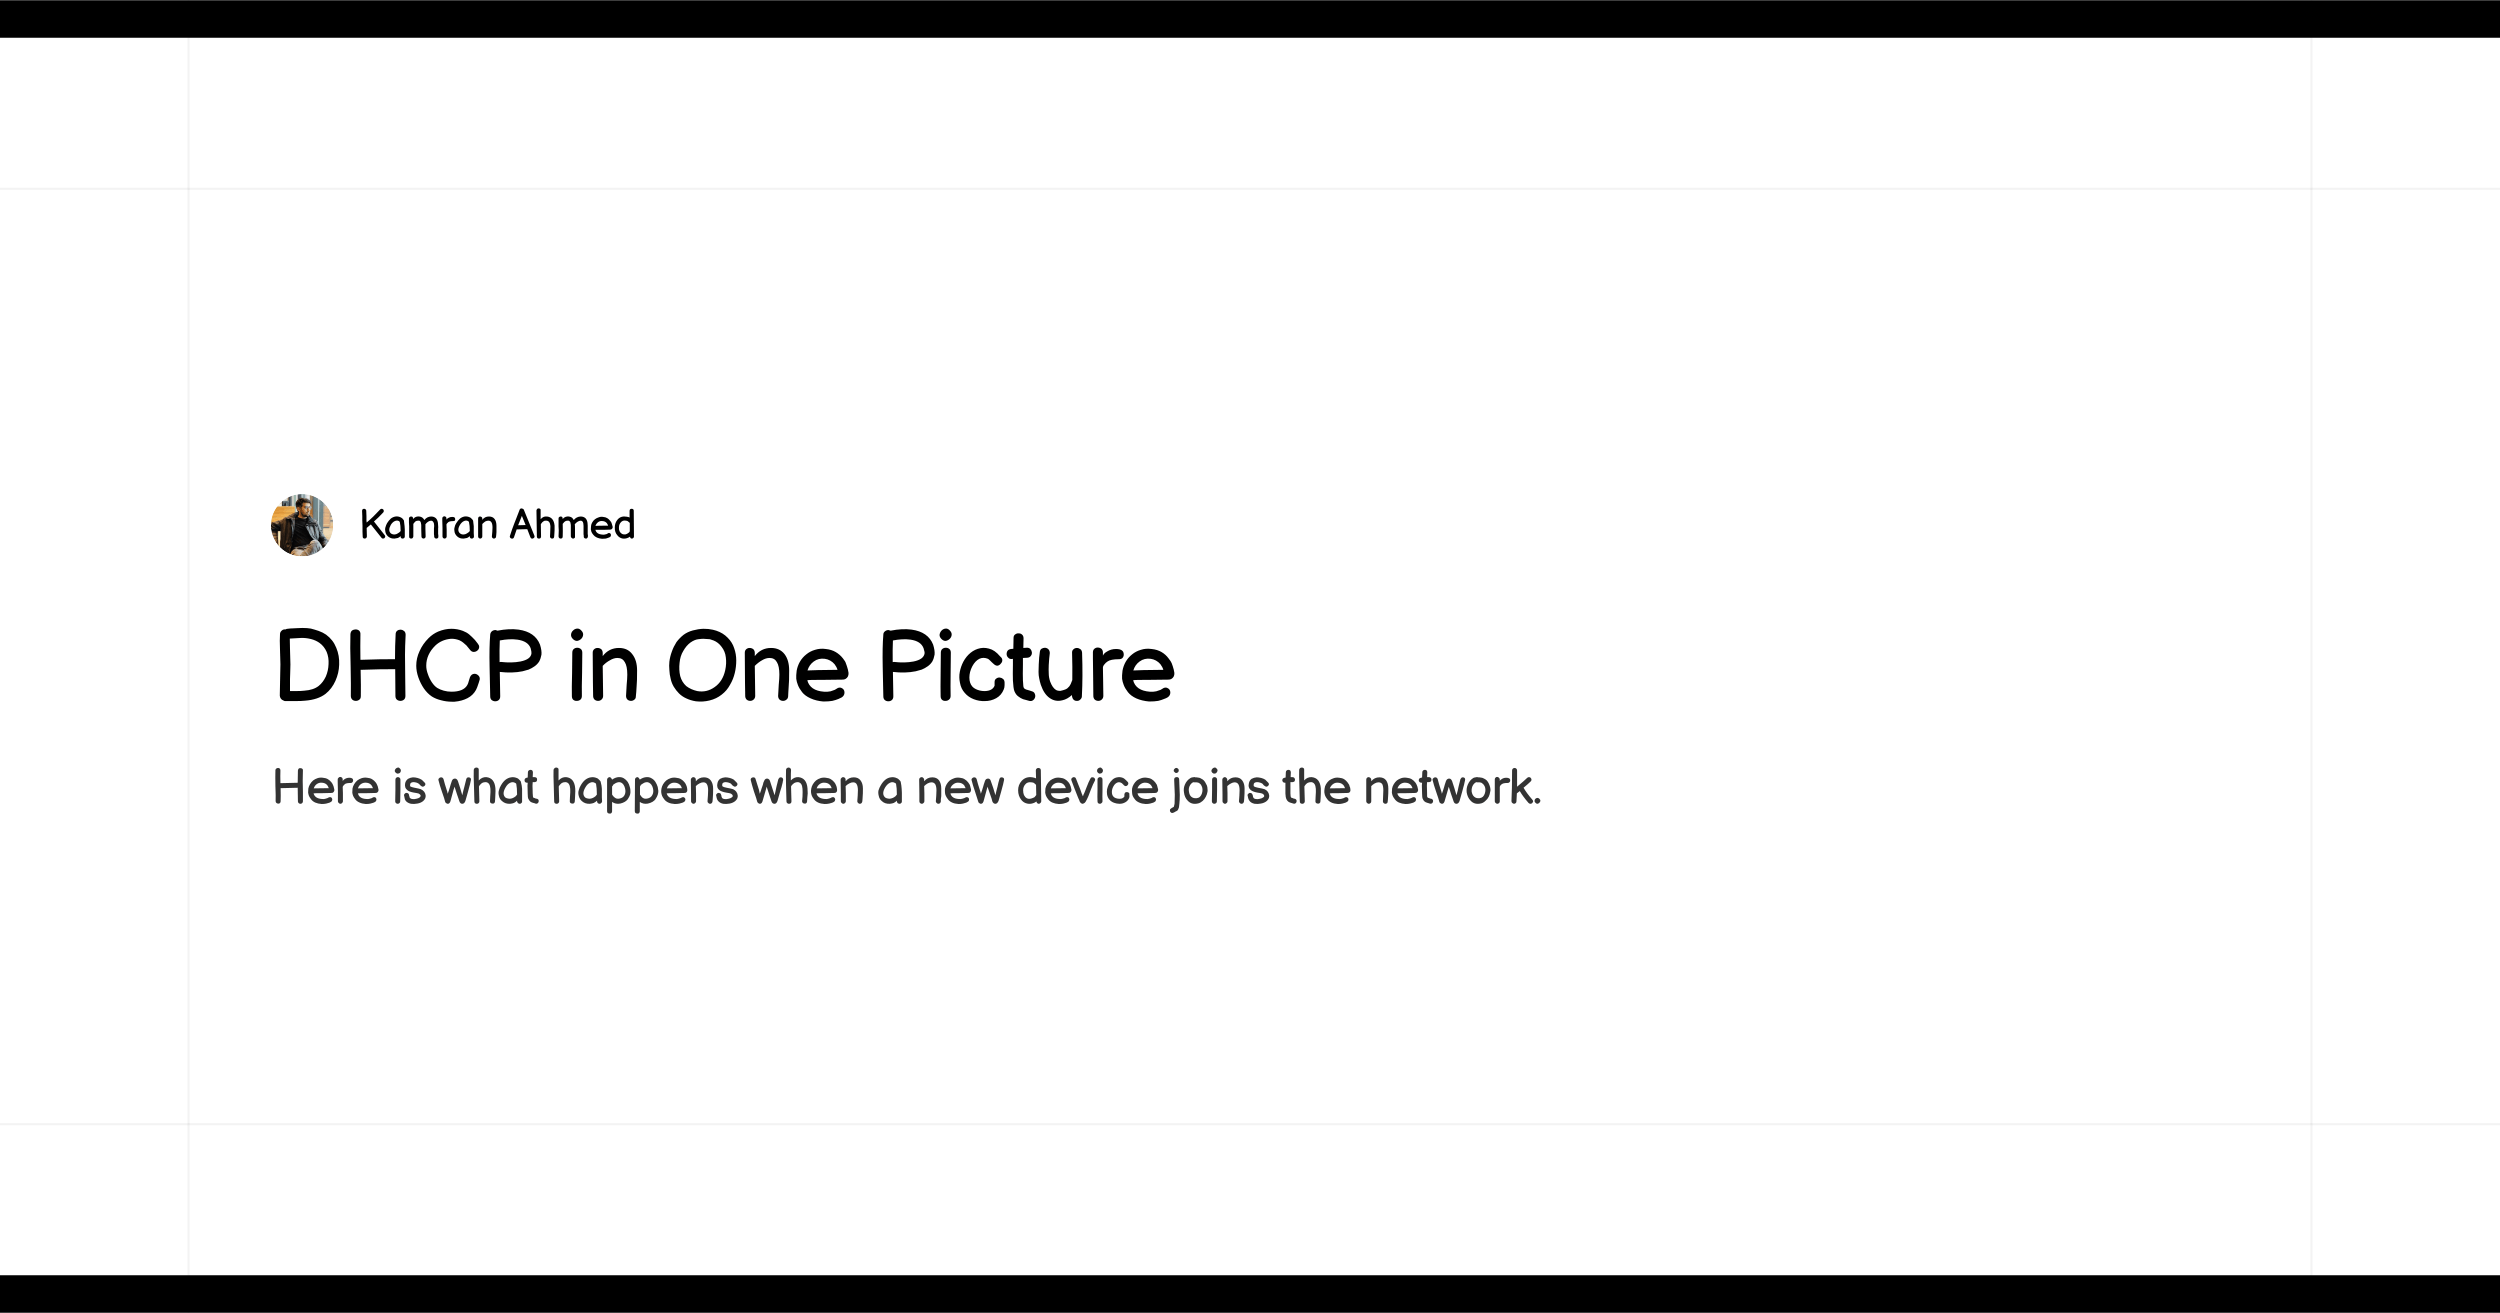 Kamran Ahmed
DHCP in One Picture
Here is what happens when a new device joins the network.